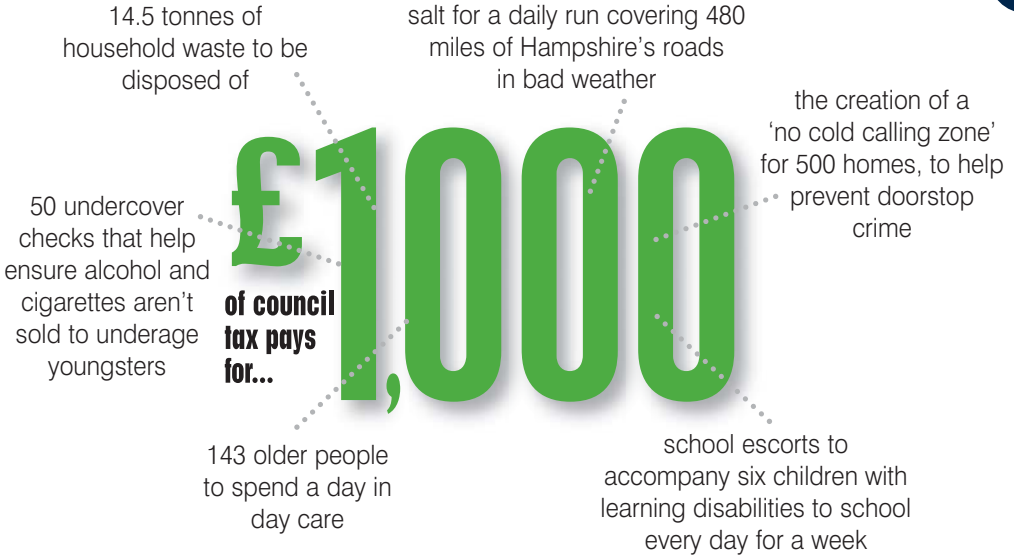 14.5 tonnes of
household waste to be
disposed of
salt for a daily run covering 480
miles of Hampshire’s roads
in bad weather
the creation of a
‘no cold calling zone’
for 500 homes, to help
prevent doorstop
crime
50 undercover
checks that help
ensure alcohol and
cigarettes aren’t
sold to underage
youngsters
£1,000
of council
tax pays
for...
143 older people
to spend a day in
day care
school escorts to
accompany six children with
learning disabilities to school
every day for a week